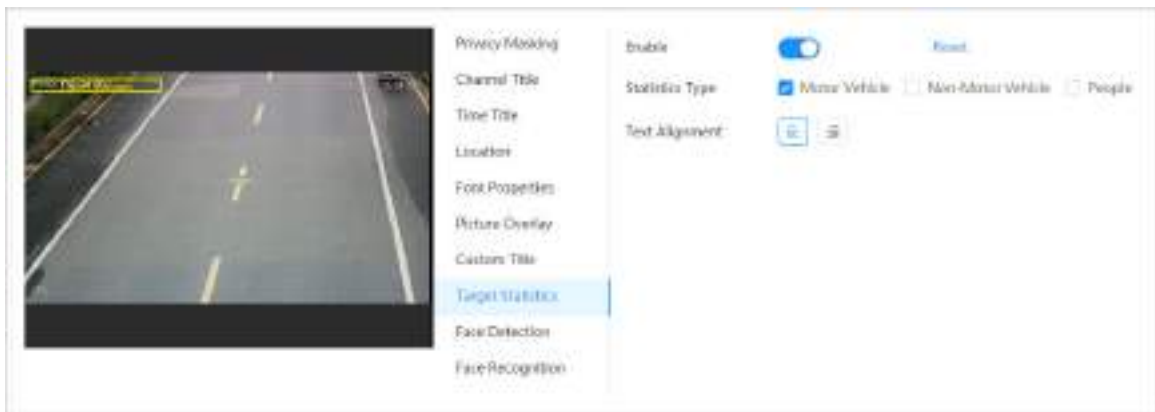 Privacy Masking
Channel Title
Time Title
Location
Font Properties
Picture Overlay
Custom Title
Target Statistics
Face Detection
Face Recognition
Enable
Reset
Statistics Type
Motor Vehicle
Non-Motor Vehicle
People
Text Alignment